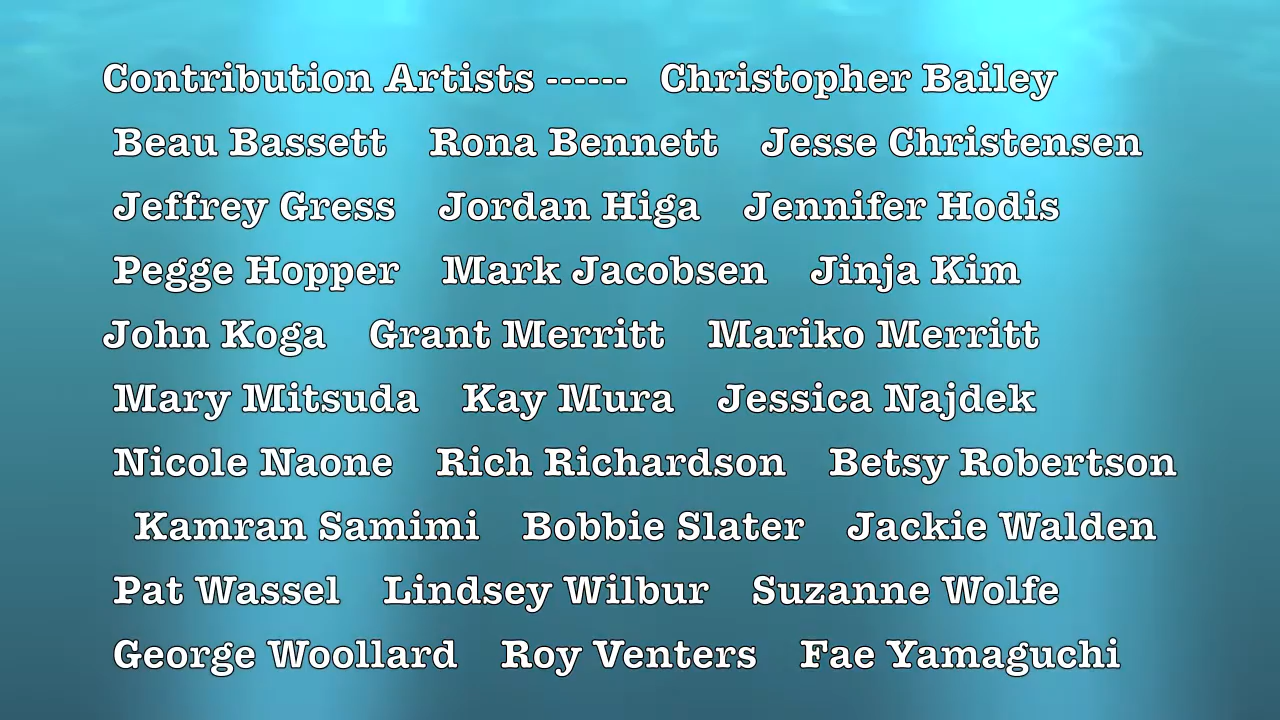 Contribution Artists ------ Christopher Bailey
Beau Bassett Rona Bennett Jesse Christensen
Jeffrey Gress Jordan Higa Jennifer Hodis
Pegge Hopper Mark Jacobsen Jinja Kim
John Koga Grant Merritt Mariko Merritt
Mary Mitsuda Kay Mura Jessica Najdek
Nicole Naone Rich Richardson Betsy Robertson
Kamran Samimi Bobbie Slater Jackie Walden
Pat Wassel Lindsey Wilbur Suzanne Wolfe
George Woollard Roy Venters Fae Yamaguchi